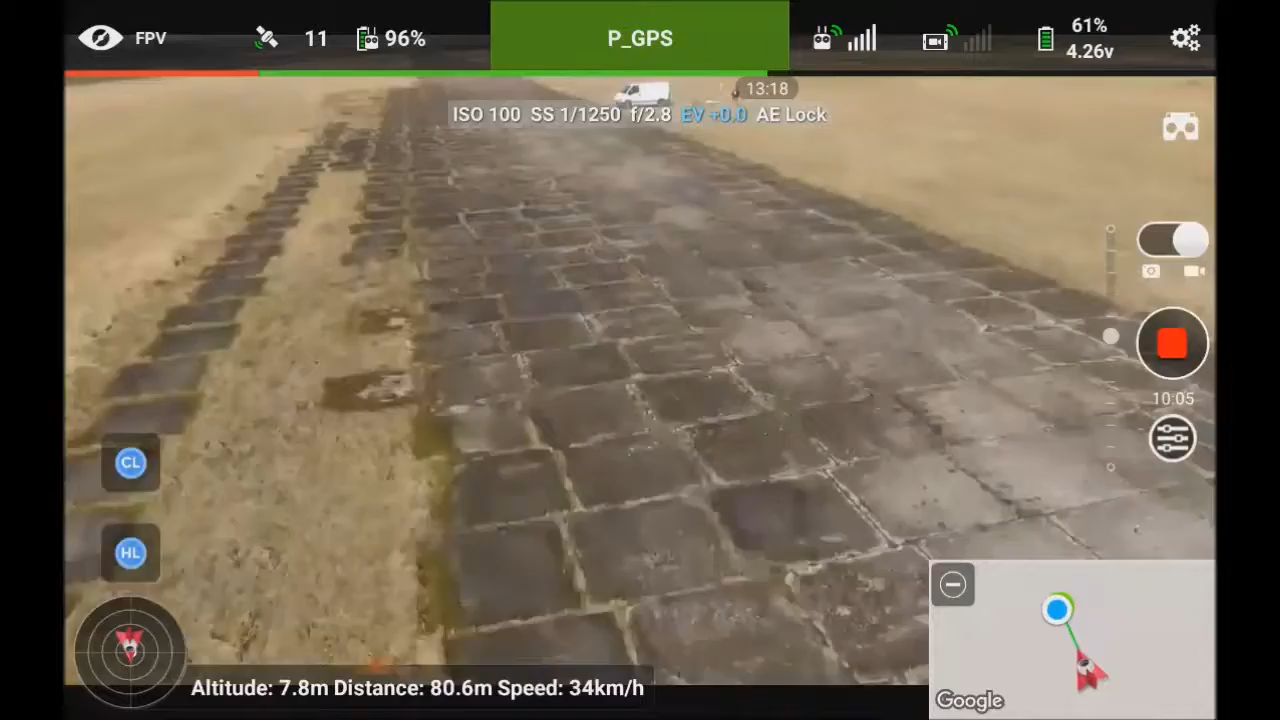 FPV
11
96%
P_GPS
61%
4.26v
13:18
ISO 100 SS 1/1250 f/2.8 EV +0.0 AE Lock
10:05
CL
HL
Altitude: 7.8m Distance: 80.6m Speed: 34km/h
Google